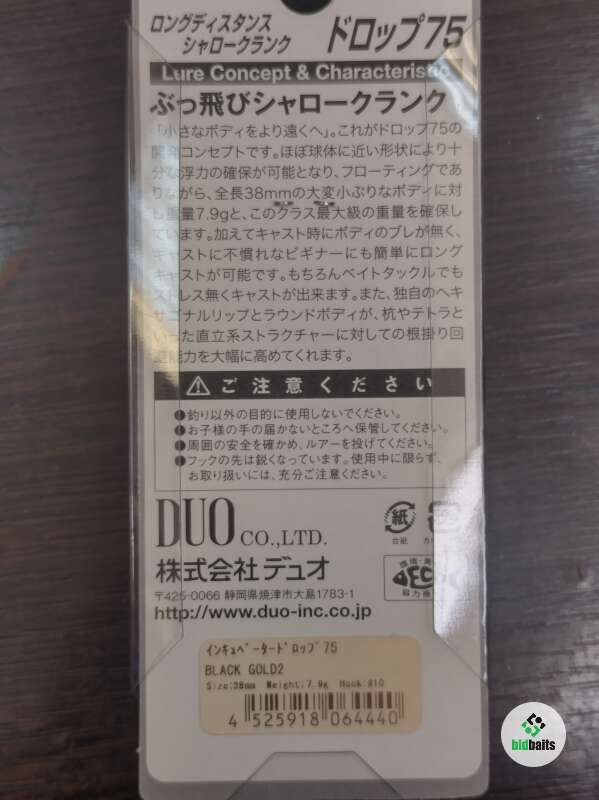 ロングディスタンス
シャロークランク
ドロップ75
Lure Concept & Characteristic
ぶっ飛びシャロークランク
「小さなボディをより遠くへ」。これがドロップ75の
開発コンセプトです。ほぼ球体に近い形状により十
分な浮力の確保が可能となり、フローティングであ
りながら、全長38mmの大変小ぶりなボディに対
し重量7.9gと、このクラス最大級の重量を確保し
ています。加えてキャスト時にボディのブレが無く、
キャストに不慣れなビギナーにも簡単にロング
キャストが可能です。もちろんベイトタックルでも
ストレス無くキャストが出来ます。また、独自のヘキ
サゴナルリップとラウンドボディが、杭やテトラと
いった直立系ストラクチャーに対しての根掛り回
避能力を大幅に高めてくれます。
ご注意ください
●釣り以外の目的に使用しないでください。
●お子様の手の届かないところへ保管してください。
●周囲の安全を確かめ、ルアーを投げてください。
●フックの先は鋭くなっています。使用中に限らず、
お取り扱いには、充分ご注意ください。
DUO CO.,LTD.
株式会社デュオ
紙
台紙
〒425-0066 静岡県焼津市大島1783-1
http://www.duo-inc.co.jp
ｲﾝｷｭﾍﾞｰﾀｰﾄﾞﾛｯﾌﾟ75
BLACK GOLD2
Size:38mm Weight:7.9g Hook:#10
4 525918 064440
bidbaits